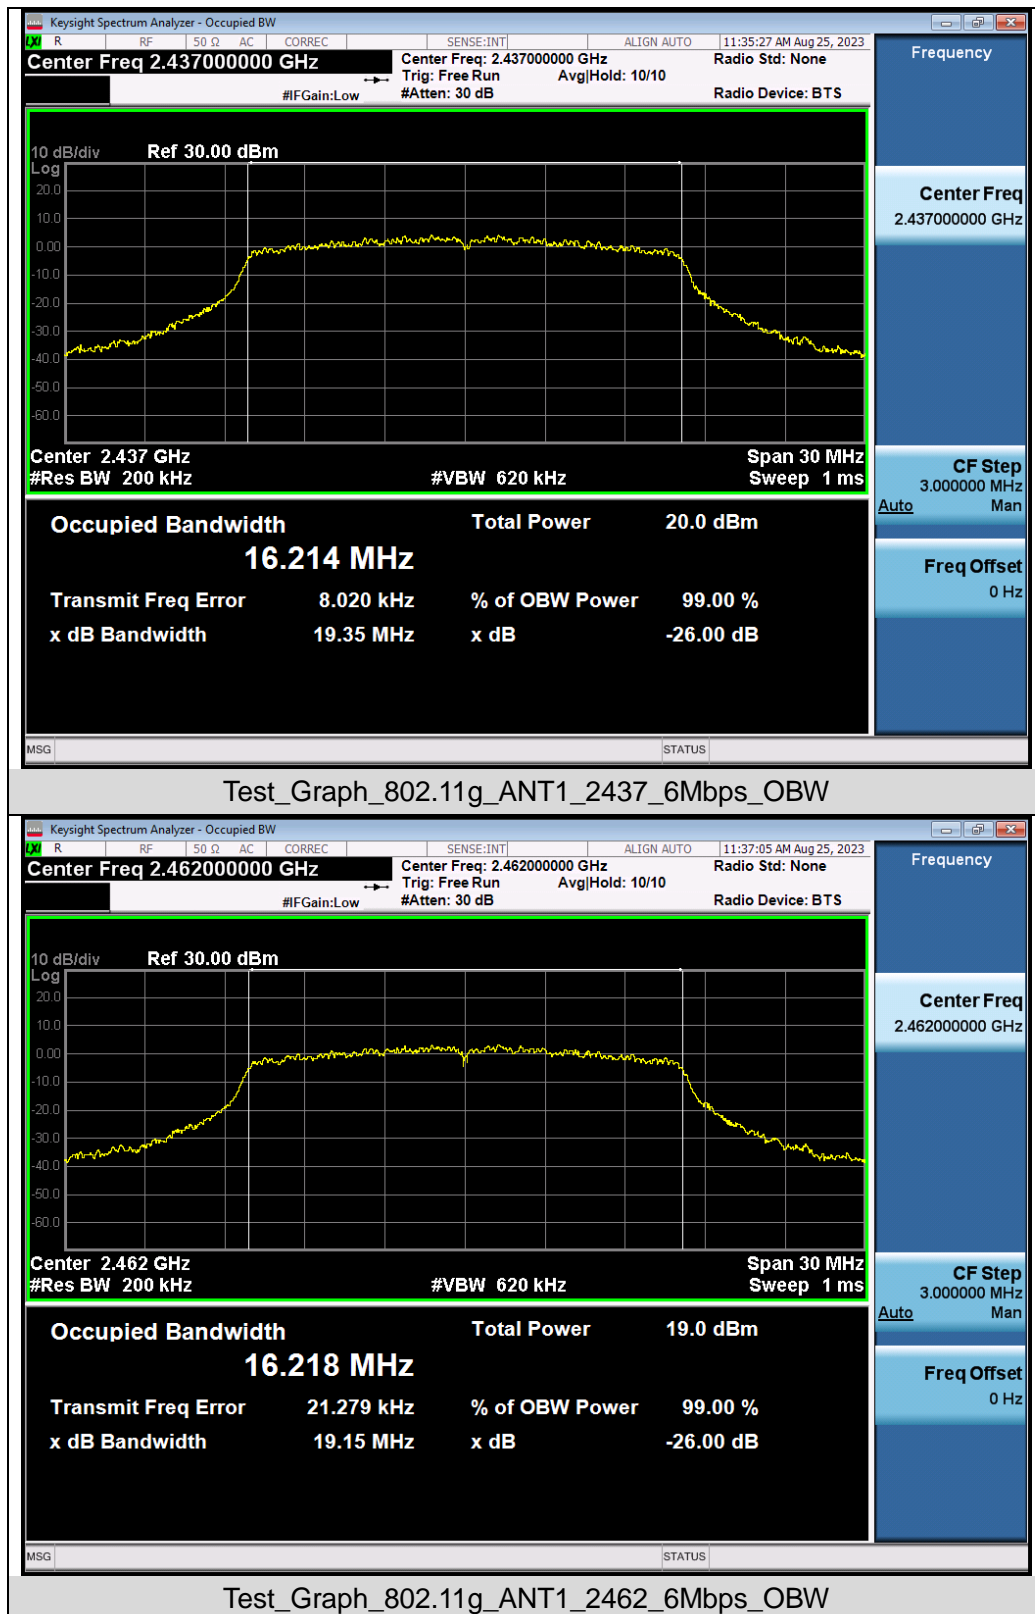 Keysight Spectrum Analyzer - Occupied BW
LXI R RF 50 Ω AC CORREC SENSE:INT ALIGN AUTO 11:35:27 AM Aug 25, 2023
Center Freq 2.437000000 GHz
Center Freq: 2.437000000 GHz Radio Std: None
Trig: Free Run Avg|Hold: 10/10
#IFGain:Low #Atten: 30 dB Radio Device: BTS
Frequency
10 dB/div Ref 30.00 dBm
Log
20.0
10.0
0.00
-10.0
-20.0
-30.0
-40.0
-50.0
-60.0
Center 2.437 GHz Span 30 MHz
#Res BW 200 kHz #VBW 620 kHz Sweep 1 ms
Center Freq
2.437000000 GHz
CF Step
3.000000 MHz
Auto Man
Freq Offset
0 Hz
Occupied Bandwidth Total Power 20.0 dBm
16.214 MHz
Transmit Freq Error 8.020 kHz % of OBW Power 99.00 %
x dB Bandwidth 19.35 MHz x dB -26.00 dB
MSG STATUS
Test_Graph_802.11g_ANT1_2437_6Mbps_OBW
Keysight Spectrum Analyzer - Occupied BW
LXI R RF 50 Ω AC CORREC SENSE:INT ALIGN AUTO 11:37:05 AM Aug 25, 2023
Center Freq 2.462000000 GHz
Center Freq: 2.462000000 GHz Radio Std: None
Trig: Free Run Avg|Hold: 10/10
#IFGain:Low #Atten: 30 dB Radio Device: BTS
Frequency
10 dB/div Ref 30.00 dBm
Log
20.0
10.0
0.00
-10.0
-20.0
-30.0
-40.0
-50.0
-60.0
Center 2.462 GHz Span 30 MHz
#Res BW 200 kHz #VBW 620 kHz Sweep 1 ms
Center Freq
2.462000000 GHz
CF Step
3.000000 MHz
Auto Man
Freq Offset
0 Hz
Occupied Bandwidth Total Power 19.0 dBm
16.218 MHz
Transmit Freq Error 21.279 kHz % of OBW Power 99.00 %
x dB Bandwidth 19.15 MHz x dB -26.00 dB
MSG STATUS
Test_Graph_802.11g_ANT1_2462_6Mbps_OBW